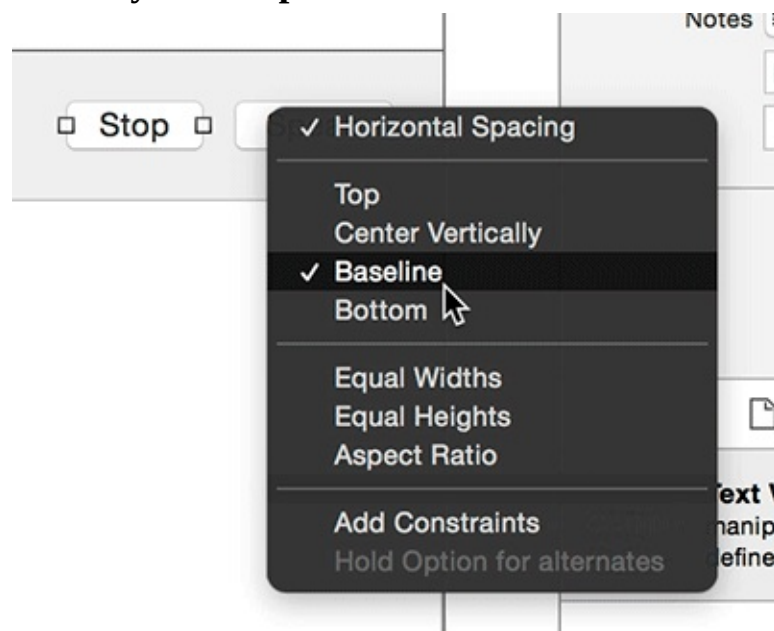 Notes
Stop
Horizontal Spacing
Top
Center Vertically
Baseline
Bottom
Equal Widths
Equal Heights
Aspect Ratio
Add Constraints
Hold Option for alternates